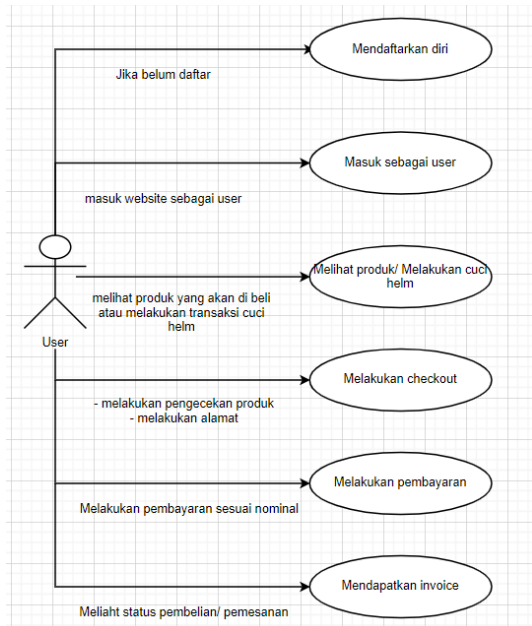 Mendaftarkan diri
Jika belum daftar
Masuk sebagai user
masuk website sebagai user
Melihat produk/ Melakukan cuci
helm
melihat produk yang akan di beli
atau melakukan transaksi cuci
helm
User
Melakukan checkout
- melakukan pengecekan produk
- melakukan alamat
Melakukan pembayaran
Melakukan pembayaran sesuai nominal
Mendapatkan invoice
Meliaht status pembelian/ pemesanan